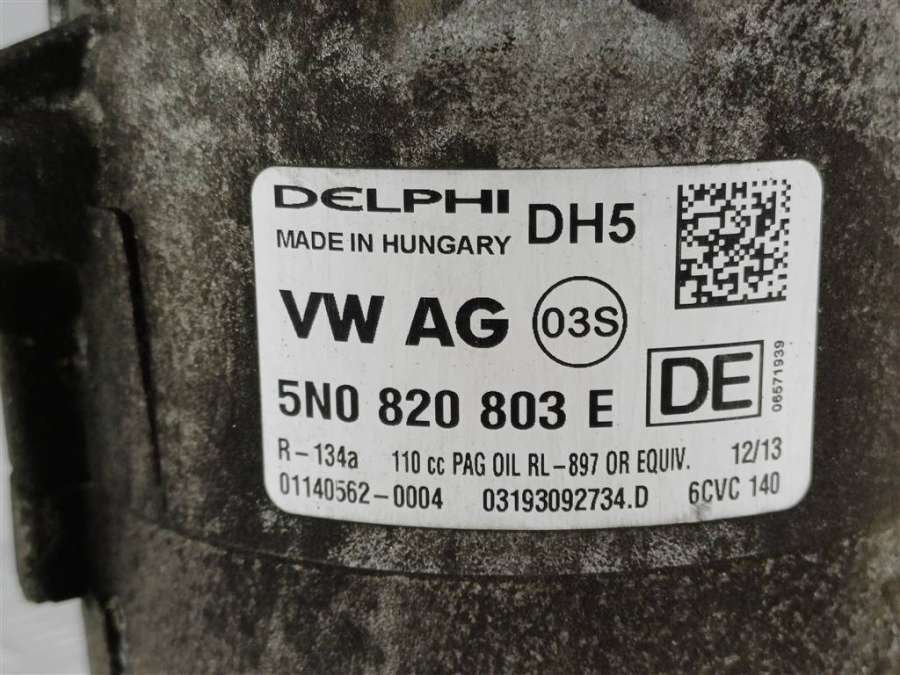 DELPHI DH5
MADE IN HUNGARY
VW AG 03S
5N0 820 803 E DE
06571939
R-134a 110 cc PAG OIL RL-897 OR EQUIV. 12/13
01140562-0004 03193092734.D 6CVC 140